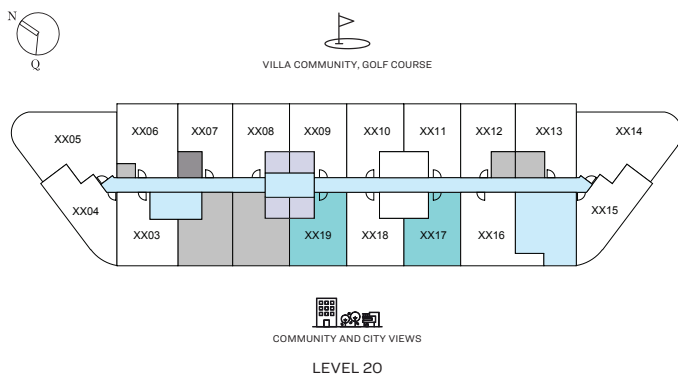 N
Q
VILLA COMMUNITY, GOLF COURSE
XX05
XX06
XX07
XX08
XX09
XX10
XX11
XX12
XX13
XX14
XX04
XX03
XX19
XX18
XX17
XX16
XX15
COMMUNITY AND CITY VIEWS
LEVEL 20